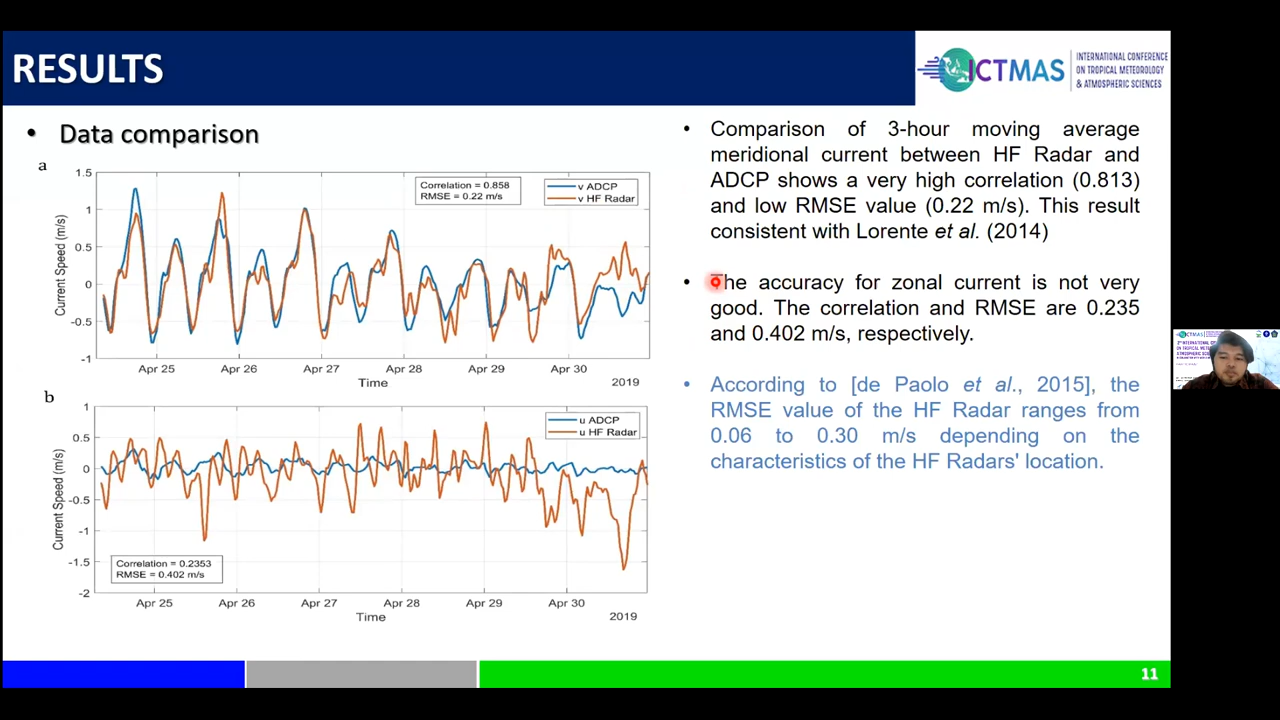 RESULTS
ICTMAS
INTERNATIONAL CONFERENCE
ON TROPICAL METEOROLOGY
& ATMOSPHERIC SCIENCES
• Data comparison
a
1.5
1
0.5
0
-0.5
-1
Current Speed (m/s)
Correlation = 0.858
RMSE = 0.22 m/s
v ADCP
v HF Radar
Apr 25
Apr 26
Apr 27
Apr 28
Apr 29
Apr 30
Time
2019
b
1
0.5
0
-0.5
-1
-1.5
-2
Current Speed (m/s)
u ADCP
u HF Radar
Correlation = 0.2353
RMSE = 0.402 m/s
Apr 25
Apr 26
Apr 27
Apr 28
Apr 29
Apr 30
Time
2019
• Comparison of 3-hour moving average
meridional current between HF Radar and
ADCP shows a very high correlation (0.813)
and low RMSE value (0.22 m/s). This result
consistent with Lorente et al. (2014)
• The accuracy for zonal current is not very
good. The correlation and RMSE are 0.235
and 0.402 m/s, respectively.
• According to [de Paolo et al., 2015], the
RMSE value of the HF Radar ranges from
0.06 to 0.30 m/s depending on the
characteristics of the HF Radars' location.
11